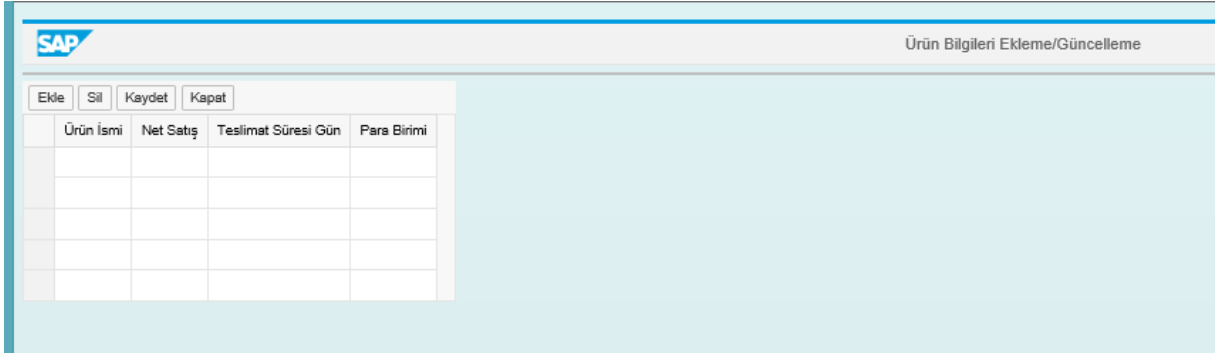 SAP
Ürün Bilgileri Ekleme/Güncelleme
Ekle Sil Kaydet Kapat
Ürün İsmi Net Satış Teslimat Süresi Gün Para Birimi